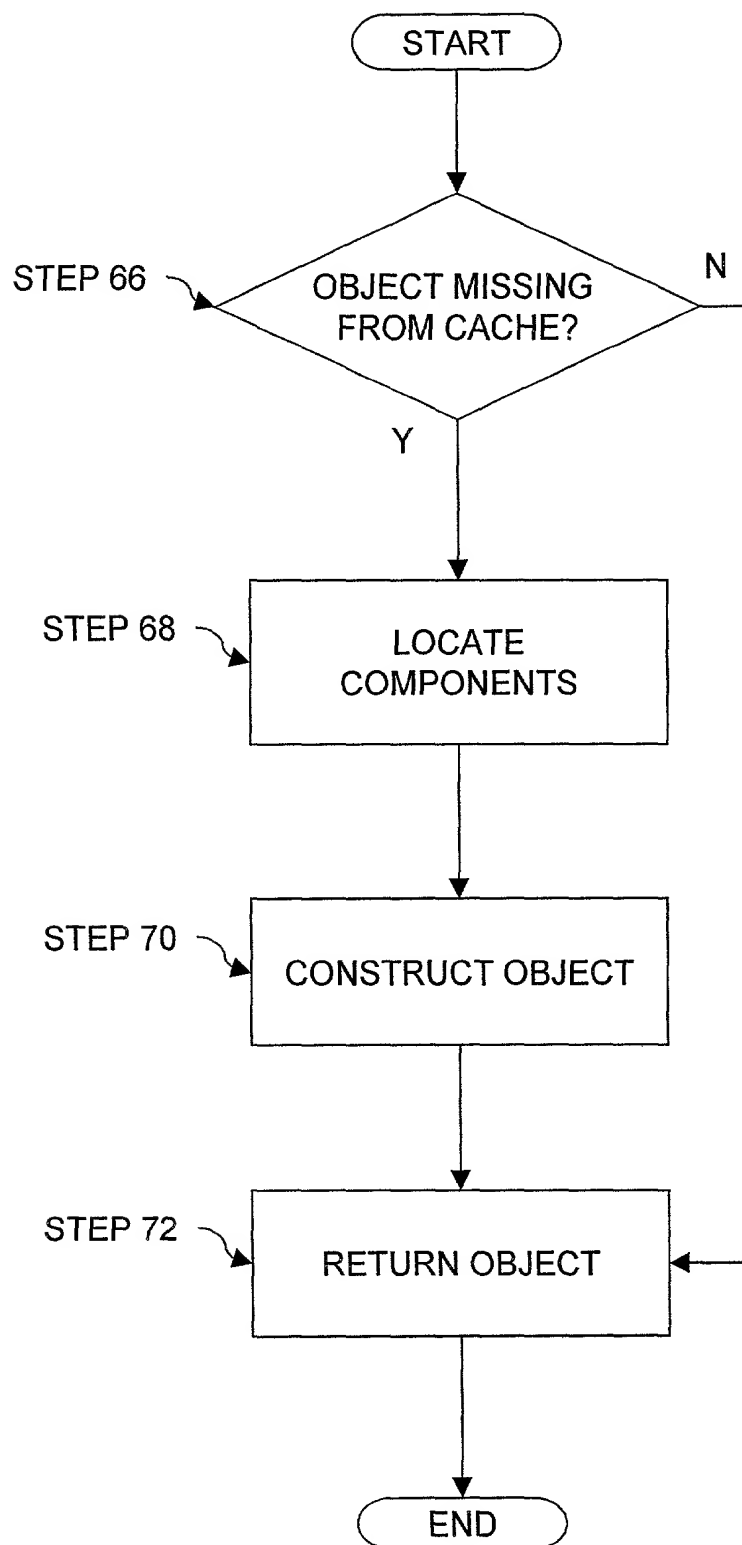 START
STEP 66
OBJECT MISSING
FROM CACHE?
N
Y
STEP 68
LOCATE
COMPONENTS
STEP 70
CONSTRUCT OBJECT
STEP 72
RETURN OBJECT
END